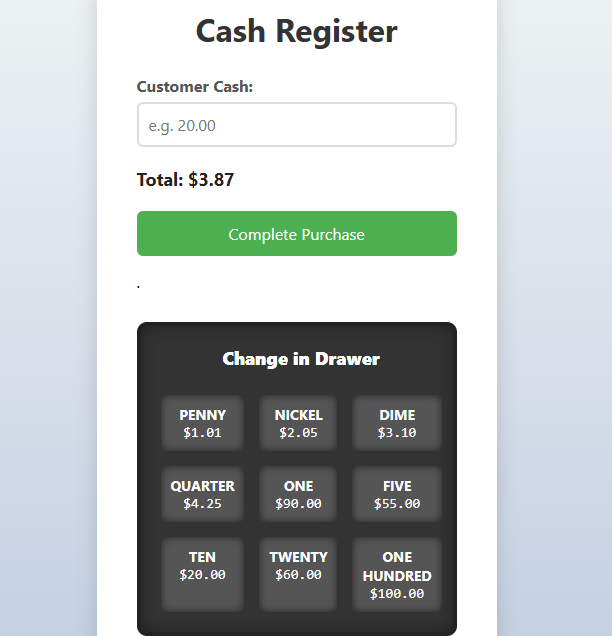 Cash Register
Customer Cash:
e.g. 20.00
Total: $3.87
Complete Purchase
.
Change in Drawer
PENNY NICKEL DIME
$1.01 $2.05 $3.10
QUARTER ONE FIVE
$4.25 $90.00 $55.00
TEN TWENTY ONE
$20.00 $60.00 HUNDRED
$100.00